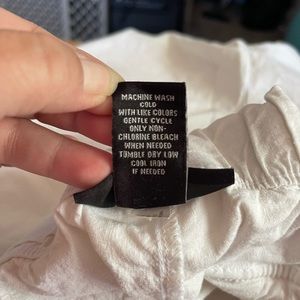 MACHINE WASH
COLD
WITH LIKE COLORS
GENTLE CYCLE
ONLY NON-
CHLORINE BLEACH
WHEN NEEDED
TUMBLE DRY LOW
COOL IRON
IF NEEDED